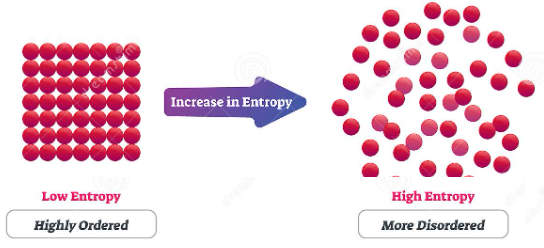 Increase in Entropy
Low Entropy
High Entropy
Highly Ordered
More Disordered